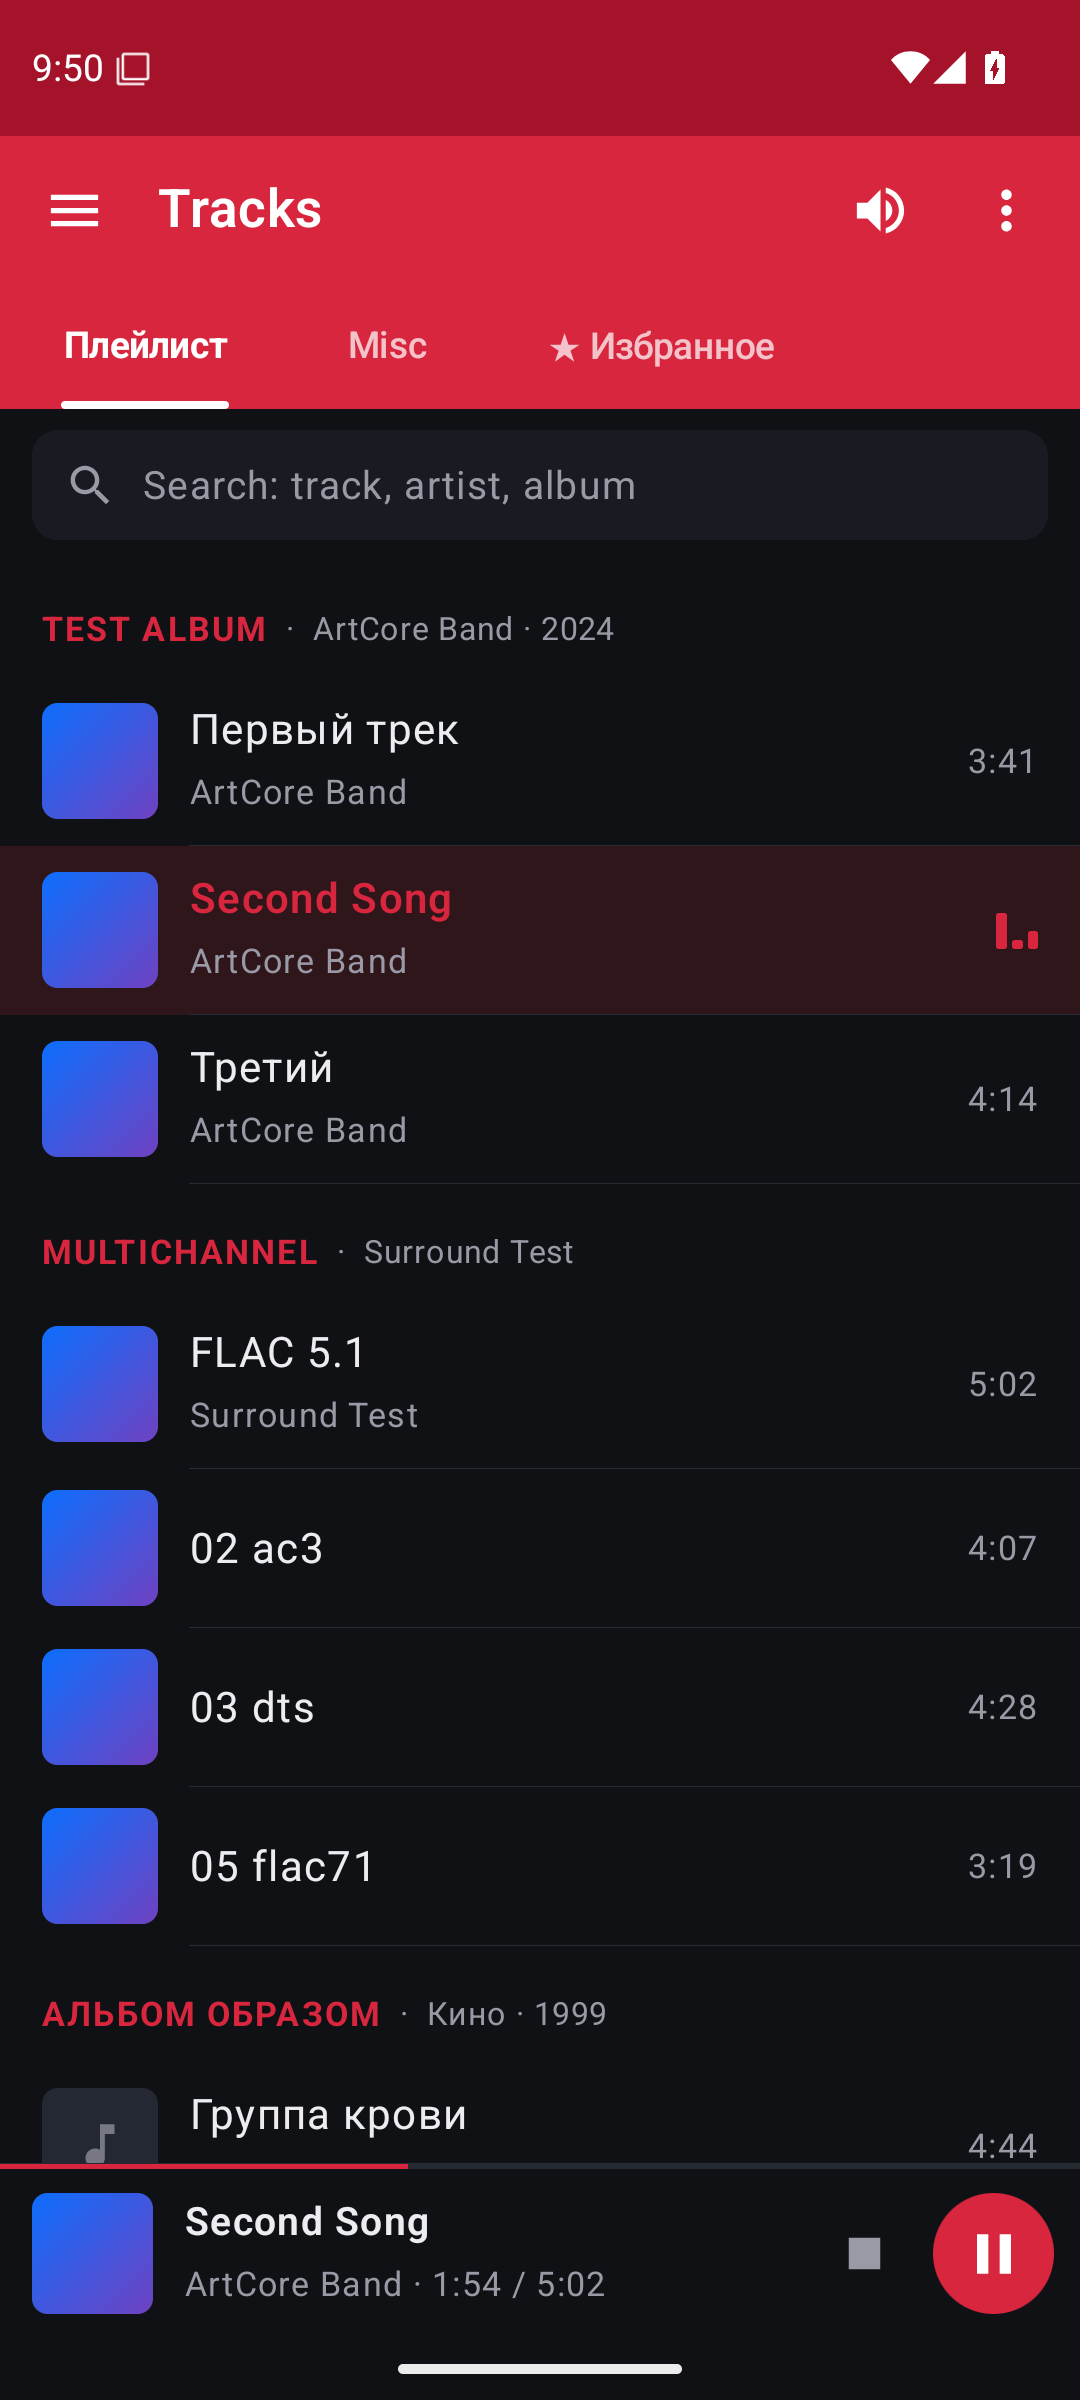 9:50
Tracks
Плейлист Misc ★ Избранное
Search: track, artist, album
TEST ALBUM · ArtCore Band · 2024
Первый трек
ArtCore Band
3:41
Second Song
ArtCore Band
Третий
ArtCore Band
4:14
MULTICHANNEL · Surround Test
FLAC 5.1
Surround Test
5:02
02 ac3
4:07
03 dts
4:28
05 flac71
3:19
АЛЬБОМ ОБРАЗОМ · Кино · 1999
Группа крови
4:44
Second Song
ArtCore Band · 1:54 / 5:02